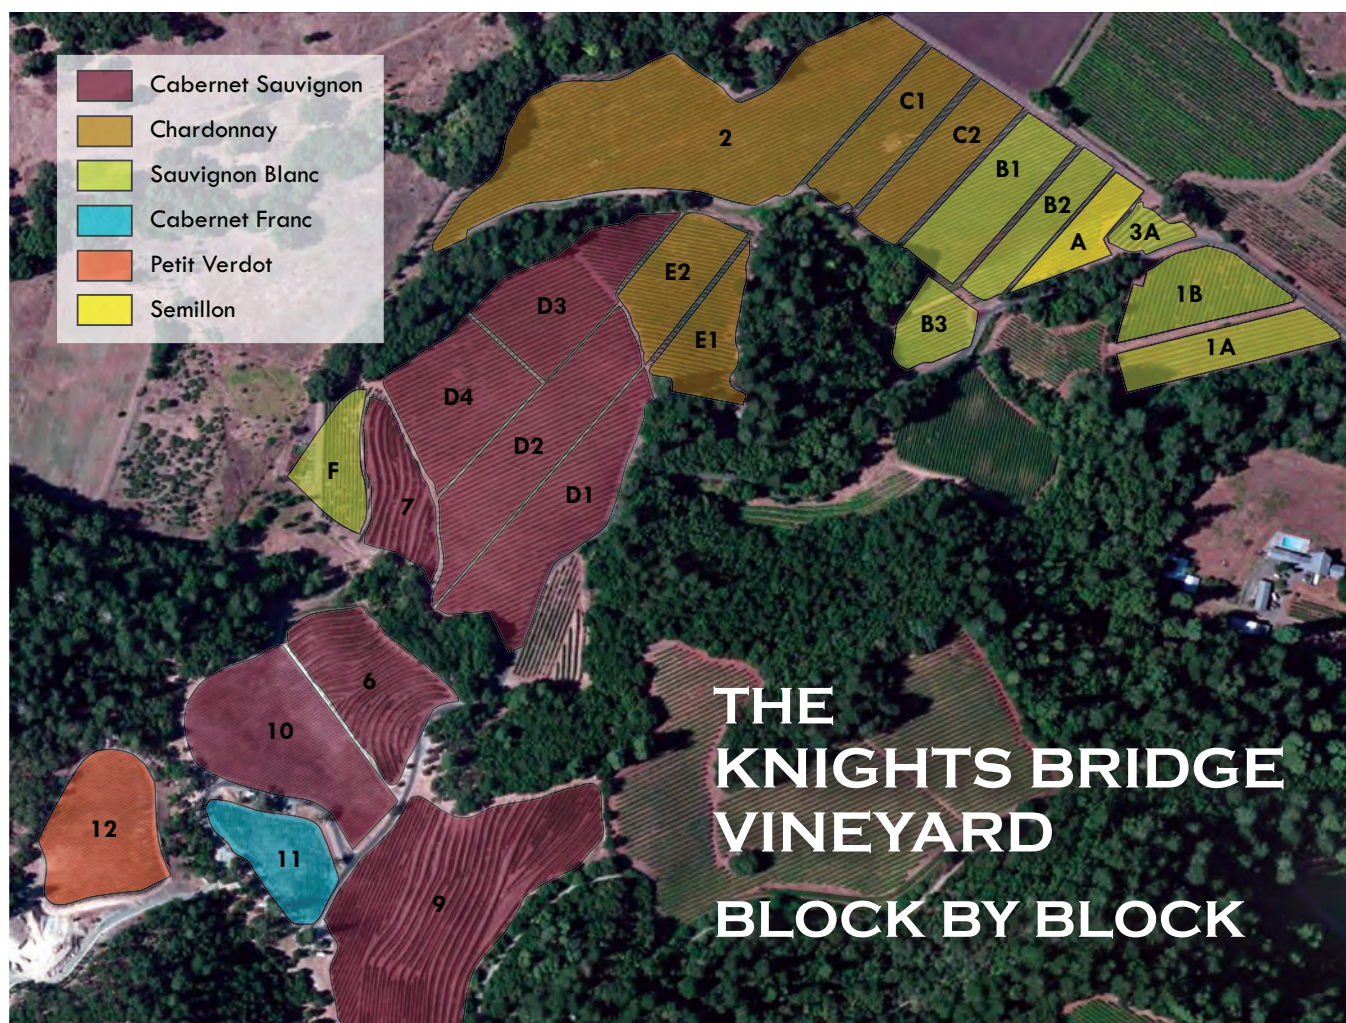 Cabernet Sauvignon
Chardonnay
Sauvignon Blanc
Cabernet Franc
Petit Verdot
Semillon
2
C1
C2
B1
B2
A
3A
1B
1A
B3
E2
E1
D3
D4
D2
D1
F
7
6
10
12
11
9
THE
KNIGHTS BRIDGE
VINEYARD
BLOCK BY BLOCK